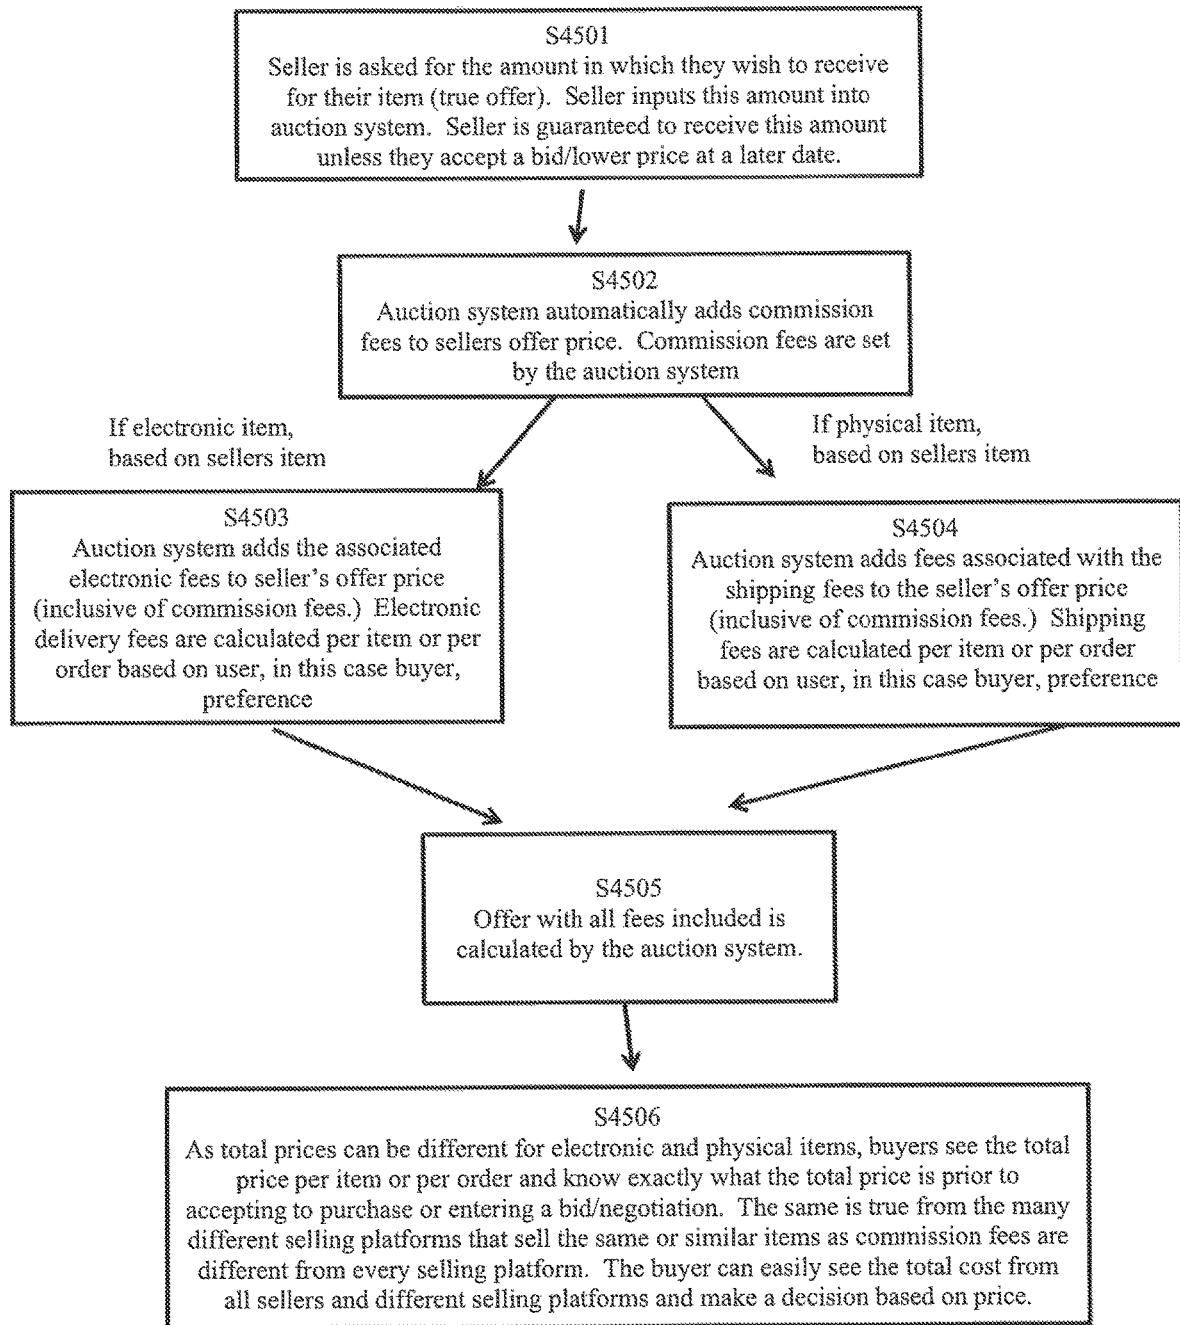 S4501
Seller is asked for the amount in which they wish to receive
for their item (true offer). Seller inputs this amount into
auction system. Seller is guaranteed to receive this amount
unless they accept a bid/lower price at a later date.
S4502
Auction system automatically adds commission
fees to sellers offer price. Commission fees are set
by the auction system
If electronic item,
based on sellers item
If physical item,
based on sellers item
S4503
Auction system adds the associated
electronic fees to seller's offer price
(inclusive of commission fees.) Electronic
delivery fees are calculated per item or per
order based on user, in this case buyer,
preference
S4504
Auction system adds fees associated with the
shipping fees to the seller's offer price
(inclusive of commission fees.) Shipping
fees are calculated per item or per order
based on user, in this case buyer, preference
S4505
Offer with all fees included is
calculated by the auction system.
S4506
As total prices can be different for electronic and physical items, buyers see the total
price per item or per order and know exactly what the total price is prior to
accepting to purchase or entering a bid/negotiation. The same is true from the many
different selling platforms that sell the same or similar items as commission fees are
different from every selling platform. The buyer can easily see the total cost from
all sellers and different selling platforms and make a decision based on price.